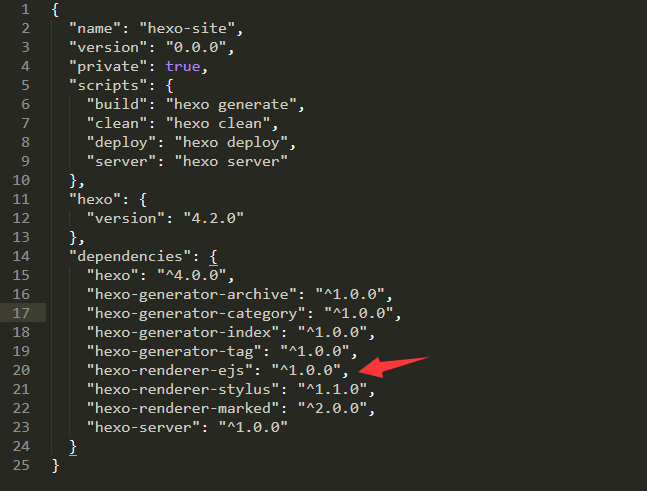 1 {
2   "name": "hexo-site",
3   "version": "0.0.0",
4   "private": true,
5   "scripts": {
6     "build": "hexo generate",
7     "clean": "hexo clean",
8     "deploy": "hexo deploy",
9     "server": "hexo server"
10   },
11   "hexo": {
12     "version": "4.2.0"
13   },
14   "dependencies": {
15     "hexo": "^4.0.0",
16     "hexo-generator-archive": "^1.0.0",
17     "hexo-generator-category": "^1.0.0",
18     "hexo-generator-index": "^1.0.0",
19     "hexo-generator-tag": "^1.0.0",
20     "hexo-renderer-ejs": "^1.0.0",
21     "hexo-renderer-stylus": "^1.1.0",
22     "hexo-renderer-marked": "^2.0.0",
23     "hexo-server": "^1.0.0"
24   }
25 }